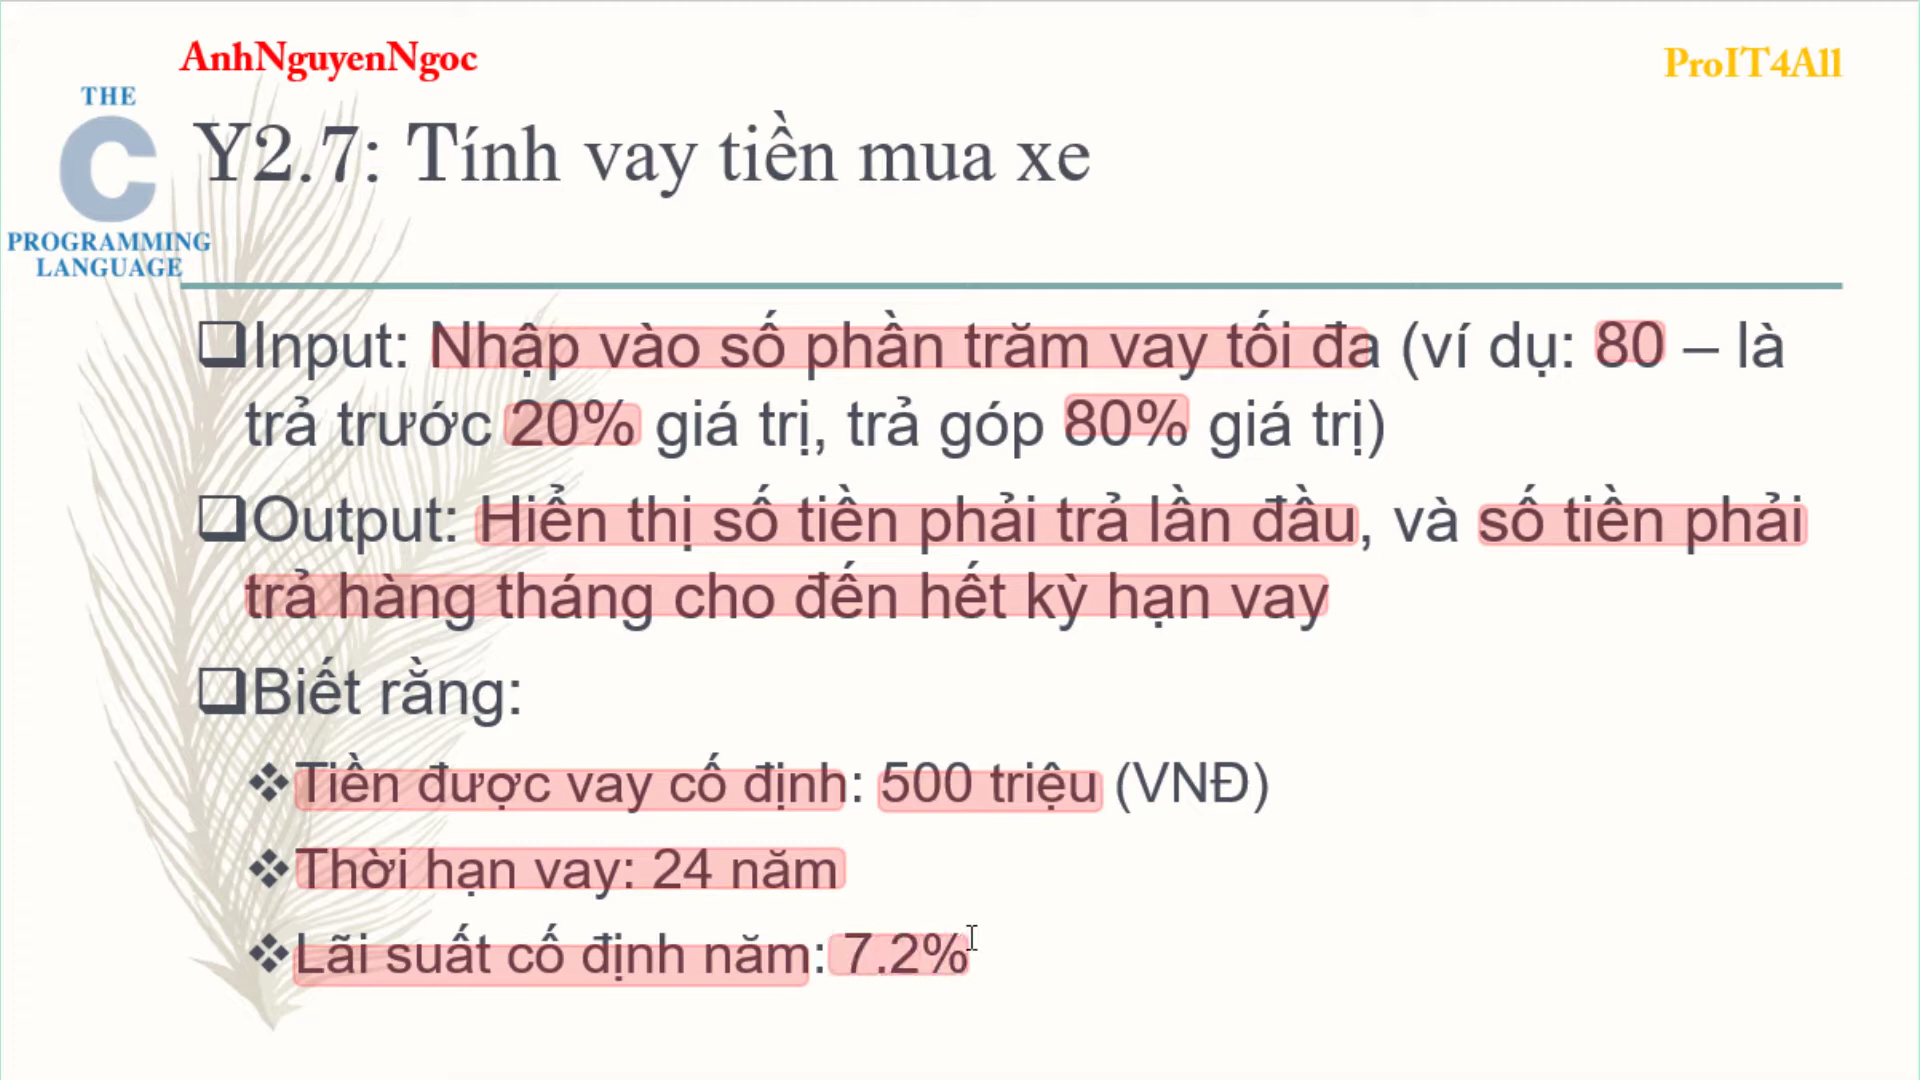 AnhNguyenNgoc
ProIT4All
THE
C
PROGRAMMING
LANGUAGE
Y2.7: Tính vay tiền mua xe
Input: Nhập vào số phần trăm vay tối đa (ví dụ: 80 – là
trả trước 20% giá trị, trả góp 80% giá trị)
Output: Hiển thị số tiền phải trả lần đầu, và số tiền phải
trả hàng tháng cho đến hết kỳ hạn vay
Biết rằng:
Tiền được vay cố định: 500 triệu (VNĐ)
Thời hạn vay: 24 năm
Lãi suất cố định năm: 7.2%